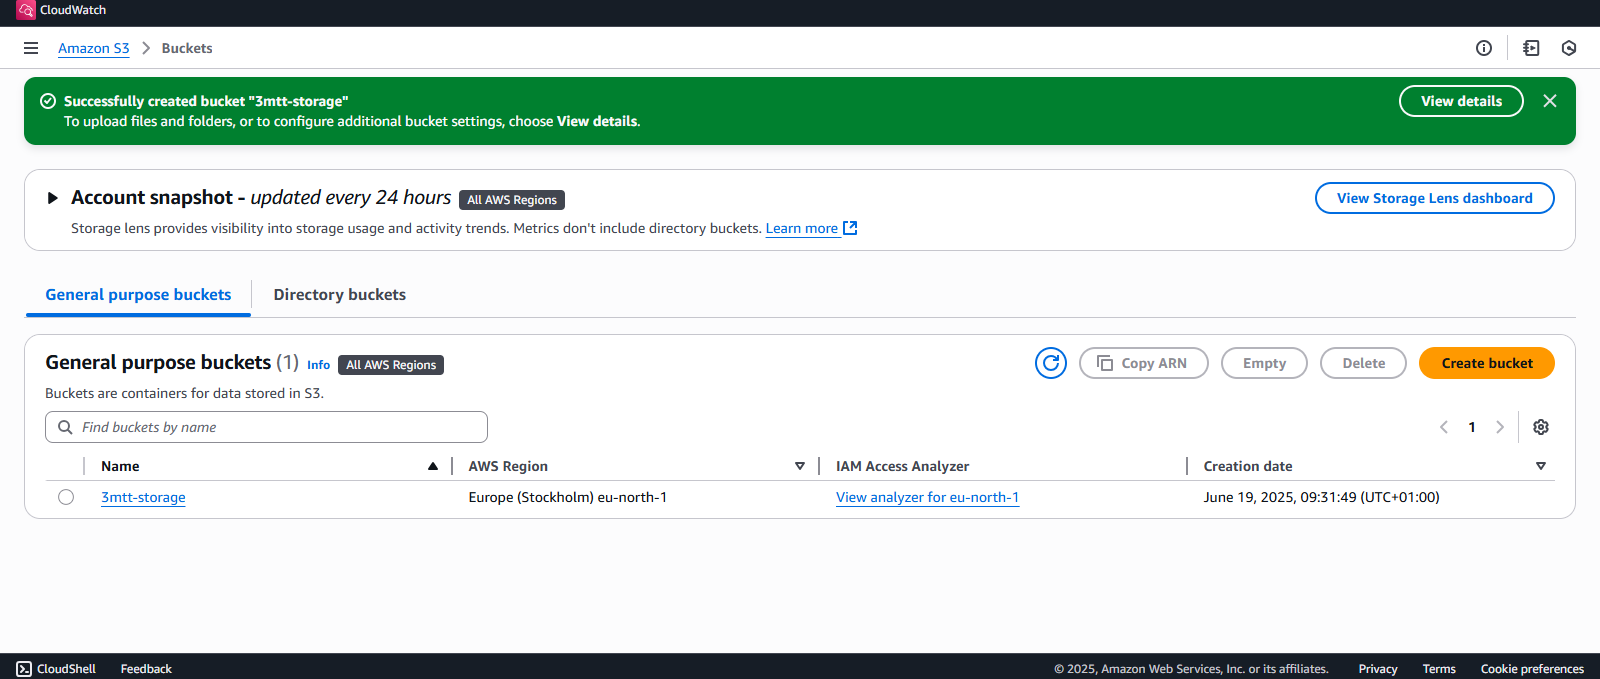 CloudWatch
Amazon S3 > Buckets
Successfully created bucket "3mtt-storage"
To upload files and folders, or to configure additional bucket settings, choose View details.
View details
Account snapshot - updated every 24 hours All AWS Regions
View Storage Lens dashboard
Storage lens provides visibility into storage usage and activity trends. Metrics don't include directory buckets. Learn more
General purpose buckets Directory buckets
General purpose buckets (1) Info All AWS Regions
Copy ARN Empty Delete Create bucket
Buckets are containers for data stored in S3.
Find buckets by name
1
Name AWS Region IAM Access Analyzer Creation date
3mtt-storage Europe (Stockholm) eu-north-1 View analyzer for eu-north-1 June 19, 2025, 09:31:49 (UTC+01:00)
CloudShell Feedback © 2025, Amazon Web Services, Inc. or its affiliates. Privacy Terms Cookie preferences